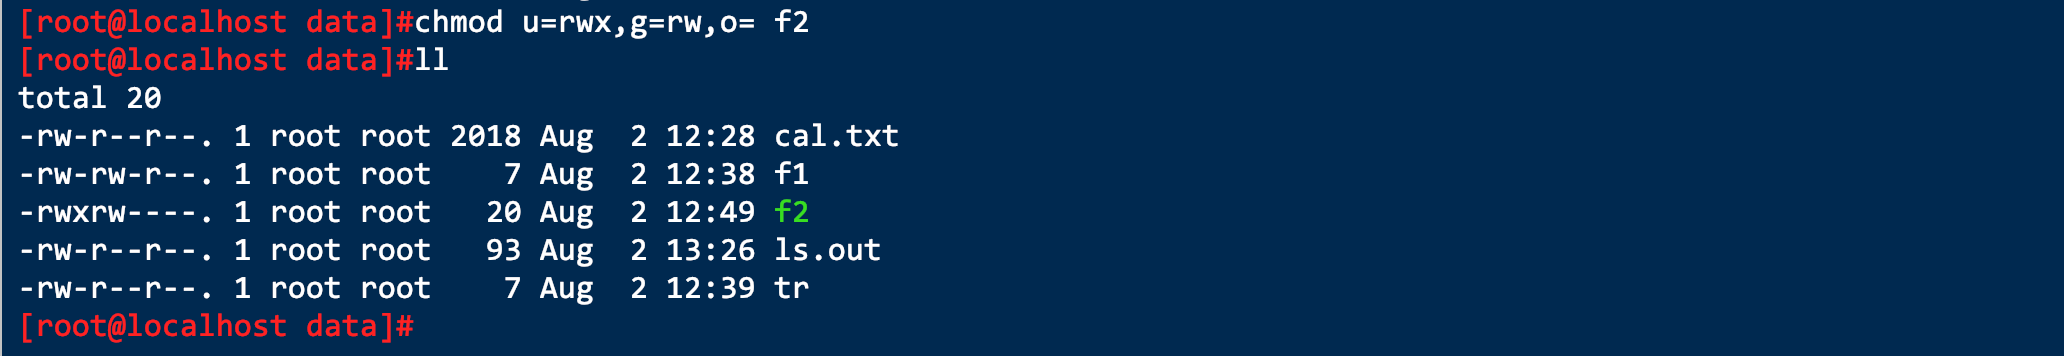 [root@localhost data]#chmod u=rwx,g=rw,o= f2
[root@localhost data]#ll
total 20
-rw-r--r--. 1 root root 2018 Aug  2 12:28 cal.txt
-rw-rw-r--. 1 root root    7 Aug  2 12:38 f1
-rwxrw----. 1 root root   20 Aug  2 12:49 f2
-rw-r--r--. 1 root root   93 Aug  2 13:26 ls.out
-rw-r--r--. 1 root root    7 Aug  2 12:39 tr
[root@localhost data]#